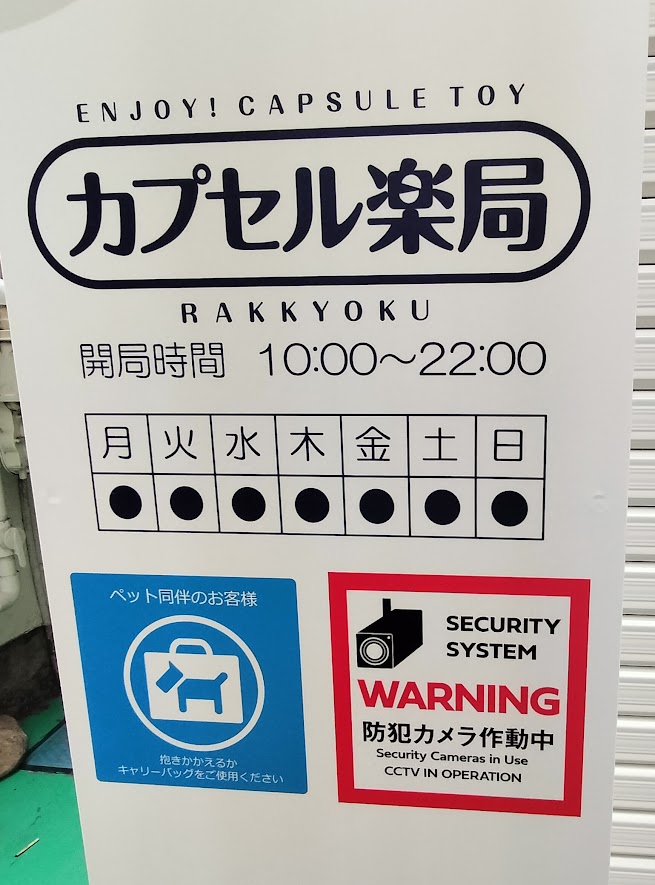 ENJOY! CAPSULE TOY
カプセル楽局
RAKKYOKU
開局時間 10:00〜22:00
月 火 水 木 金 土 日
● ● ● ● ● ● ●
ペット同伴のお客様
抱きかかえるか
キャリーバッグをご使用ください
SECURITY
SYSTEM
WARNING
防犯カメラ作動中
Security Cameras in Use
CCTV IN OPERATION